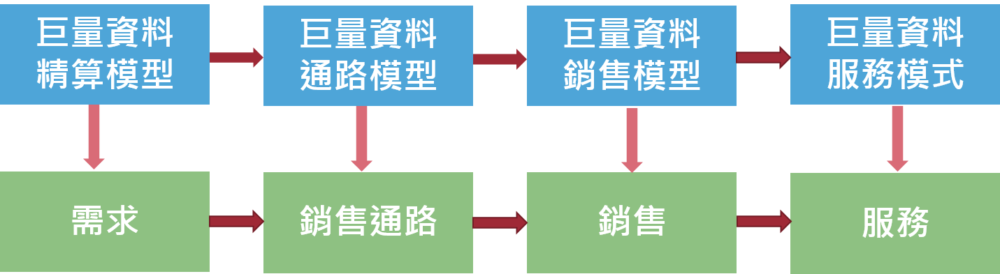 巨量資料
精算模型
巨量資料
通路模型
巨量資料
銷售模型
巨量資料
服務模式
需求
銷售通路
銷售
服務